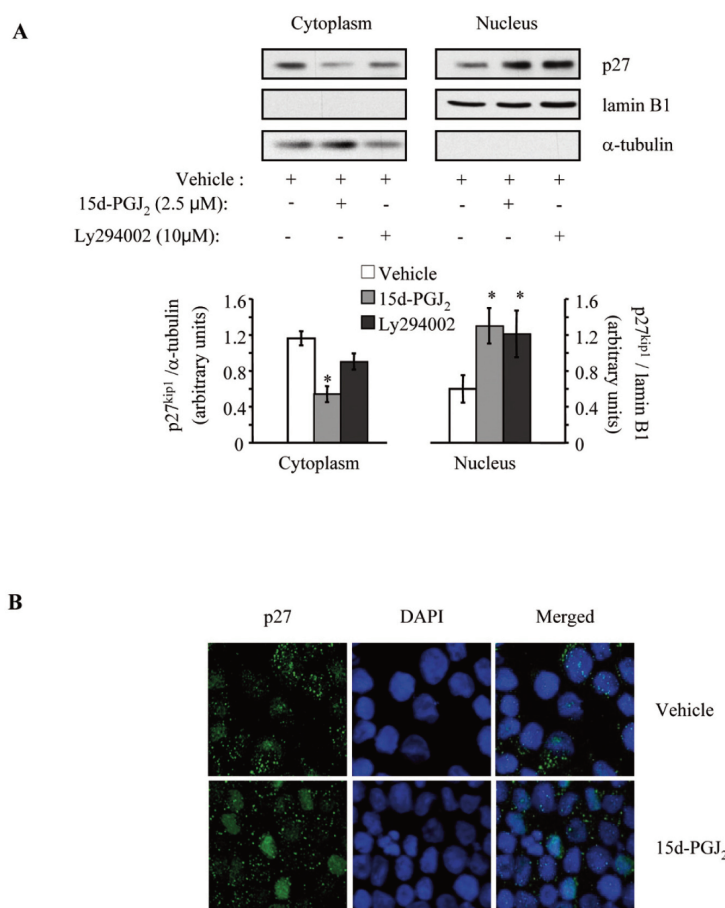 A
Cytoplasm Nucleus
p27
lamin B1
α-tubulin
Vehicle : + + + + + +
15d-PGJ₂ (2.5 μM): - + - - + -
Ly294002 (10μM): - - + - - +
Vehicle
15d-PGJ₂
Ly294002
p27ᵏⁱᵖ¹/α-tubulin
(arbitrary units)
1.6
1.2
0.8
0.4
0
*
Cytoplasm
* *
Nucleus
1.6
1.2
0.8
0.4
0
p27ᵏⁱᵖ¹ / lamin B1
(arbitrary units)
B
p27 DAPI Merged
Vehicle
15d-PGJ₂